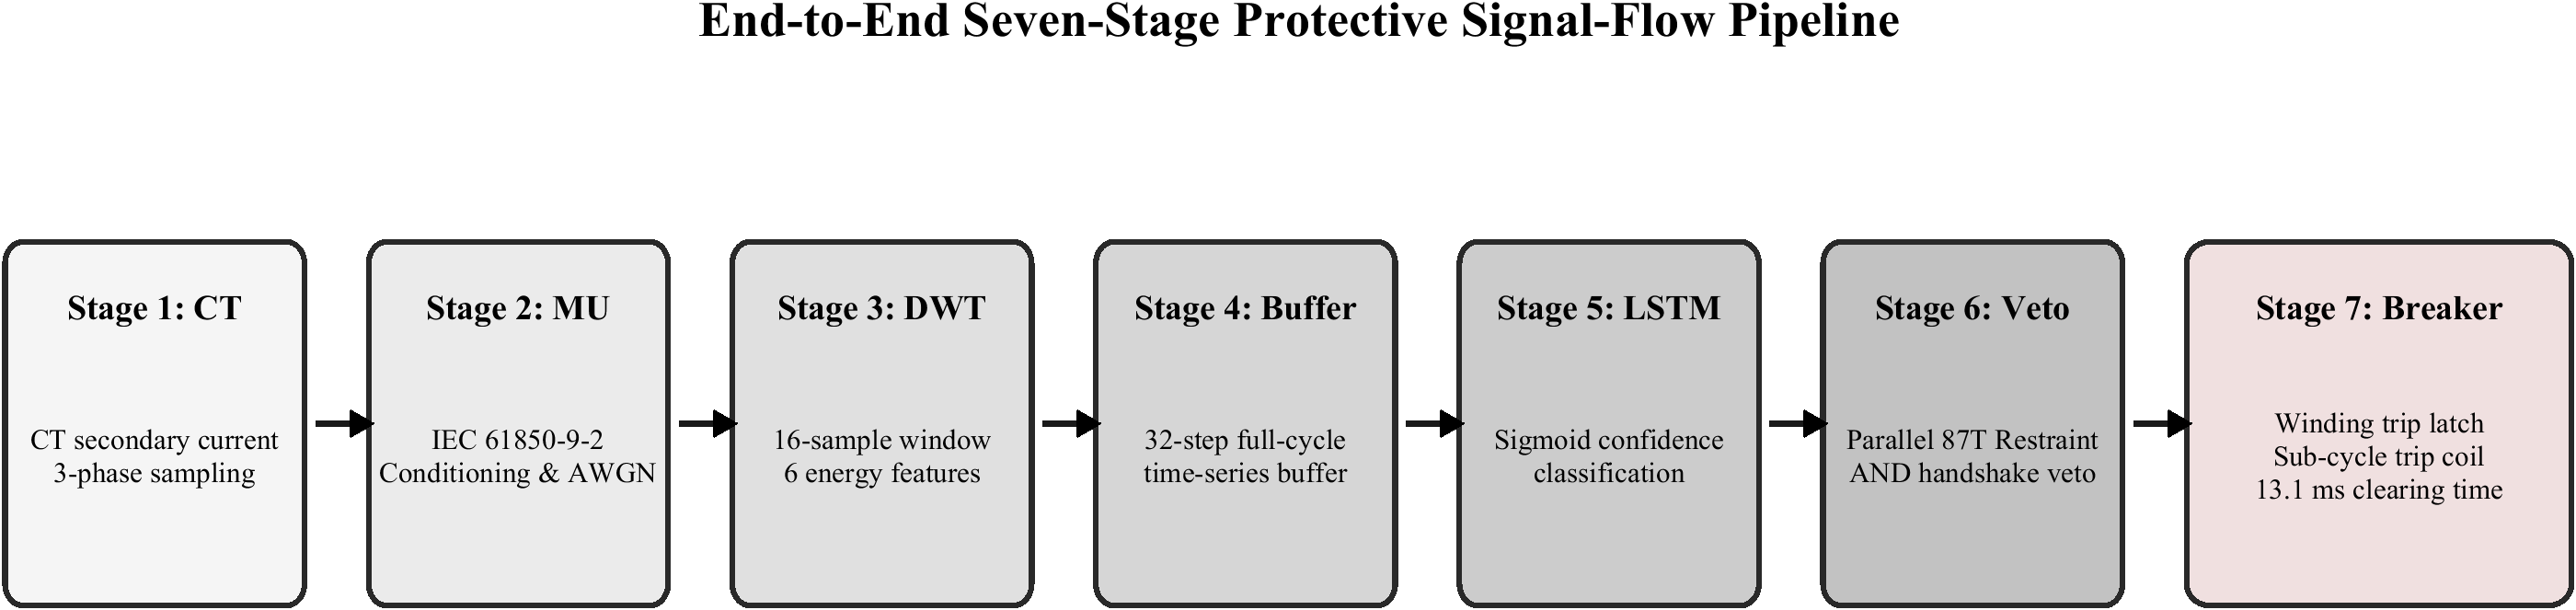 End-to-End Seven-Stage Protective Signal-Flow Pipeline
Stage 1: CT
CT secondary current
3-phase sampling
Stage 2: MU
IEC 61850-9-2
Conditioning & AWGN
Stage 3: DWT
16-sample window
6 energy features
Stage 4: Buffer
32-step full-cycle
time-series buffer
Stage 5: LSTM
Sigmoid confidence
classification
Stage 6: Veto
Parallel 87T Restraint
AND handshake veto
Stage 7: Breaker
Winding trip latch
Sub-cycle trip coil
13.1 ms clearing time